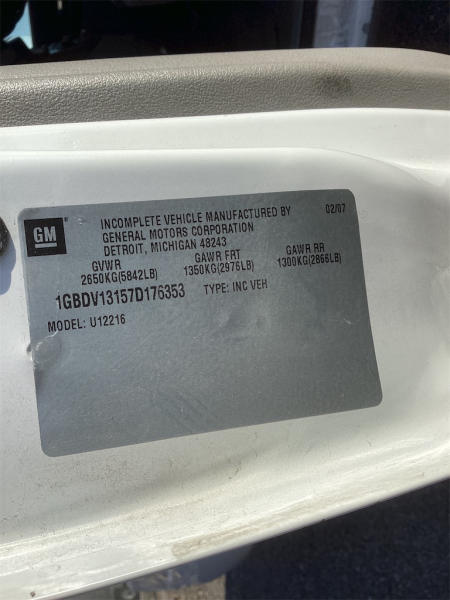 GM
INCOMPLETE VEHICLE MANUFACTURED BY 02/07
GENERAL MOTORS CORPORATION
DETROIT, MICHIGAN 48243
GVWR GAWR FRT GAWR RR
2650KG(5842LB) 1350KG(2976LB) 1300KG(2866LB)
1GBDV13157D176353 TYPE: INC VEH
MODEL: U12216